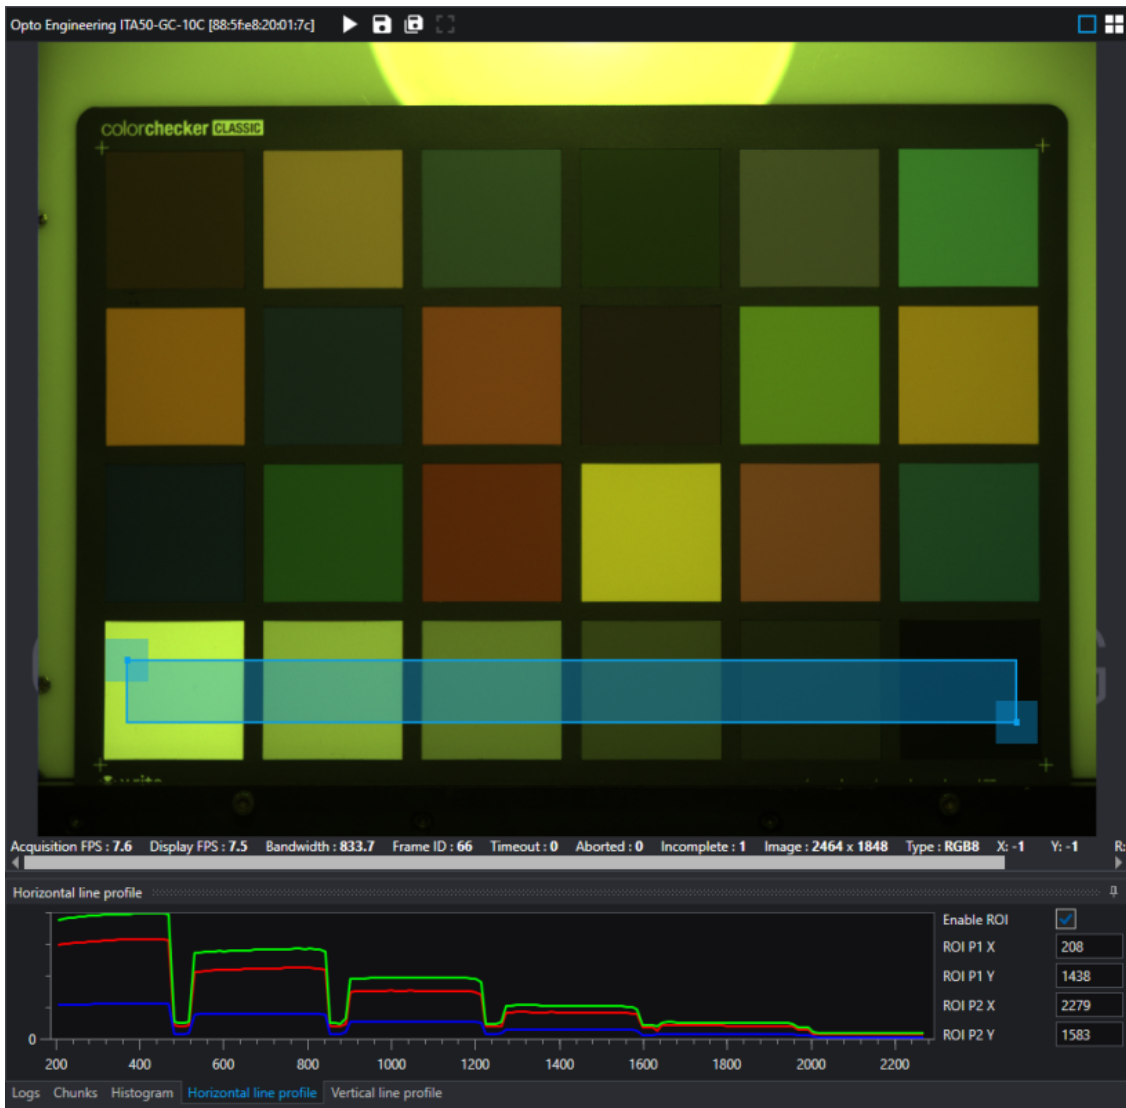 Opto Engineering ITA50-GC-10C [88:5f:e8:20:01:7c]
colorchecker CLASSIC
Acquisition FPS : 7.6 Display FPS : 7.5 Bandwidth : 833.7 Frame ID : 66 Timeout : 0 Aborted : 0 Incomplete : 1 Image : 2464 x 1848 Type : RGB8 X: -1 Y: -1 R:
Horizontal line profile
Enable ROI
ROI P1 X 208
ROI P1 Y 1438
ROI P2 X 2279
ROI P2 Y 1583
0
200 400 600 800 1000 1200 1400 1600 1800 2000 2200
Logs Chunks Histogram Horizontal line profile Vertical line profile